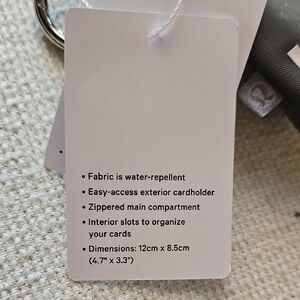 • Fabric is water-repellent
• Easy-access exterior cardholder
• Zippered main compartment
• Interior slots to organize
your cards
• Dimensions: 12cm x 8.5cm
(4.7" x 3.3")